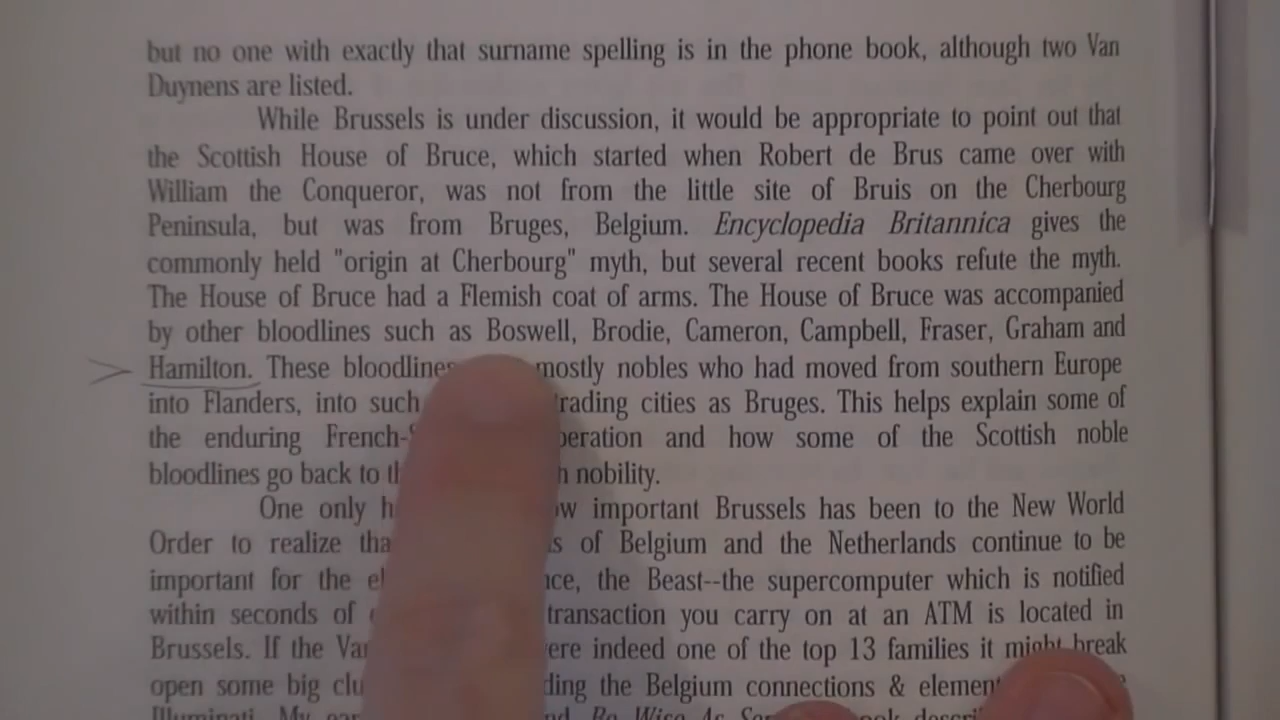 but no one with exactly that surname spelling is in the phone book, although two Van
Duynens are listed.
While Brussels is under discussion, it would be appropriate to point out that
the Scottish House of Bruce, which started when Robert de Brus came over with
William the Conqueror, was not from the little site of Bruis on the Cherbourg
Peninsula, but was from Bruges, Belgium. Encyclopedia Britannica gives the
commonly held "origin at Cherbourg" myth, but several recent books refute the myth.
The House of Bruce had a Flemish coat of arms. The House of Bruce was accompanied
by other bloodlines such as Boswell, Brodie, Cameron, Campbell, Fraser, Graham and
Hamilton. These bloodlines mostly nobles who had moved from southern Europe
into Flanders, into such trading cities as Bruges. This helps explain some of
the enduring and how some of the Scottish noble
bloodlines go back to nobility.
One only important Brussels has been to the New World
Order to realize of Belgium and the Netherlands continue to be
important for the the Beast--the supercomputer which is notified
within seconds of transaction you carry on at an ATM is located in
Brussels. If the indeed one of the top 13 families it might break
open some big the Belgium connections &
Illuminati. My Be Wise As